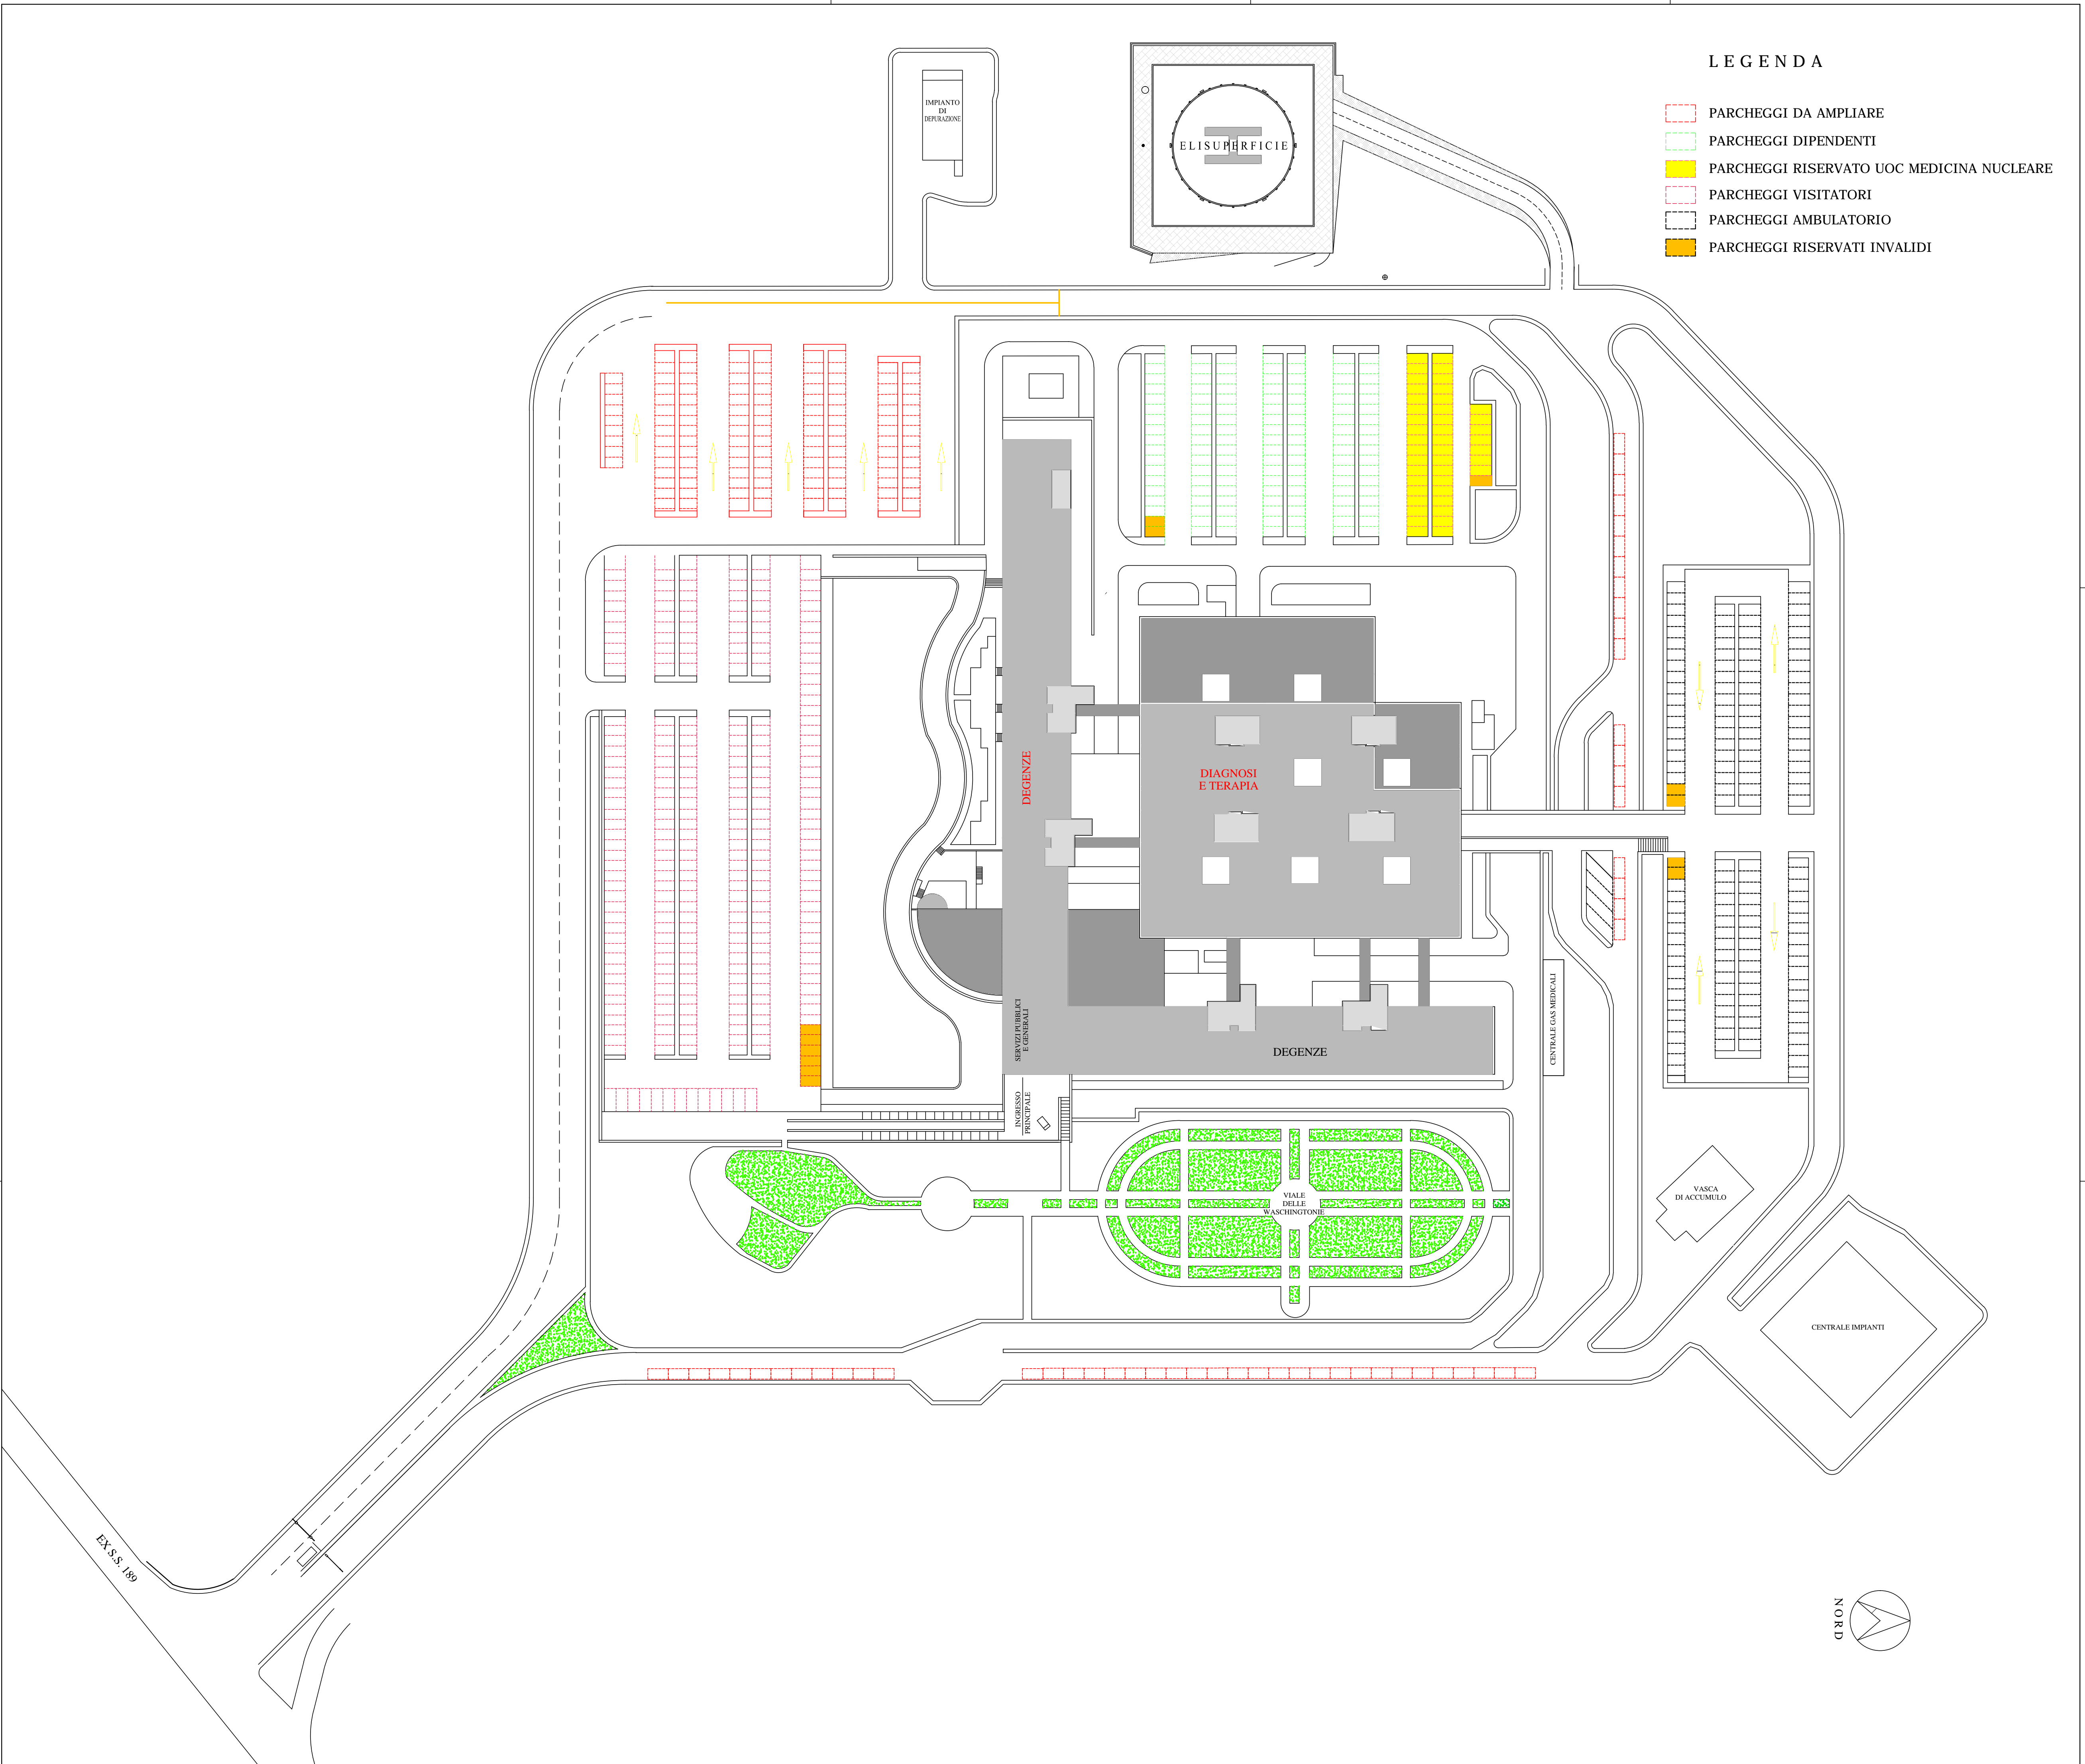 LEGENDA
PARCHEGGI DA AMPLIARE
PARCHEGGI DIPENDENTI
PARCHEGGI RISERVATO UOC MEDICINA NUCLEARE
PARCHEGGI VISITATORI
PARCHEGGI AMBULATORIO
PARCHEGGI RISERVATI INVALIDI
IMPIANTO
DI
DEPURAZIONE
ELISUPERFICIE
DEGENZE
DIAGNOSI
E TERAPIA
SERVIZI PUBBLICI
E GENERALI
DEGENZE
CENTRALE GAS MEDICALI
INGRESSO
PRINCIPALE
VIALE
DELLE
WASCHINGTONIE
VASCA
DI ACCUMULO
CENTRALE IMPIANTI
EX S.S. 189
NORD